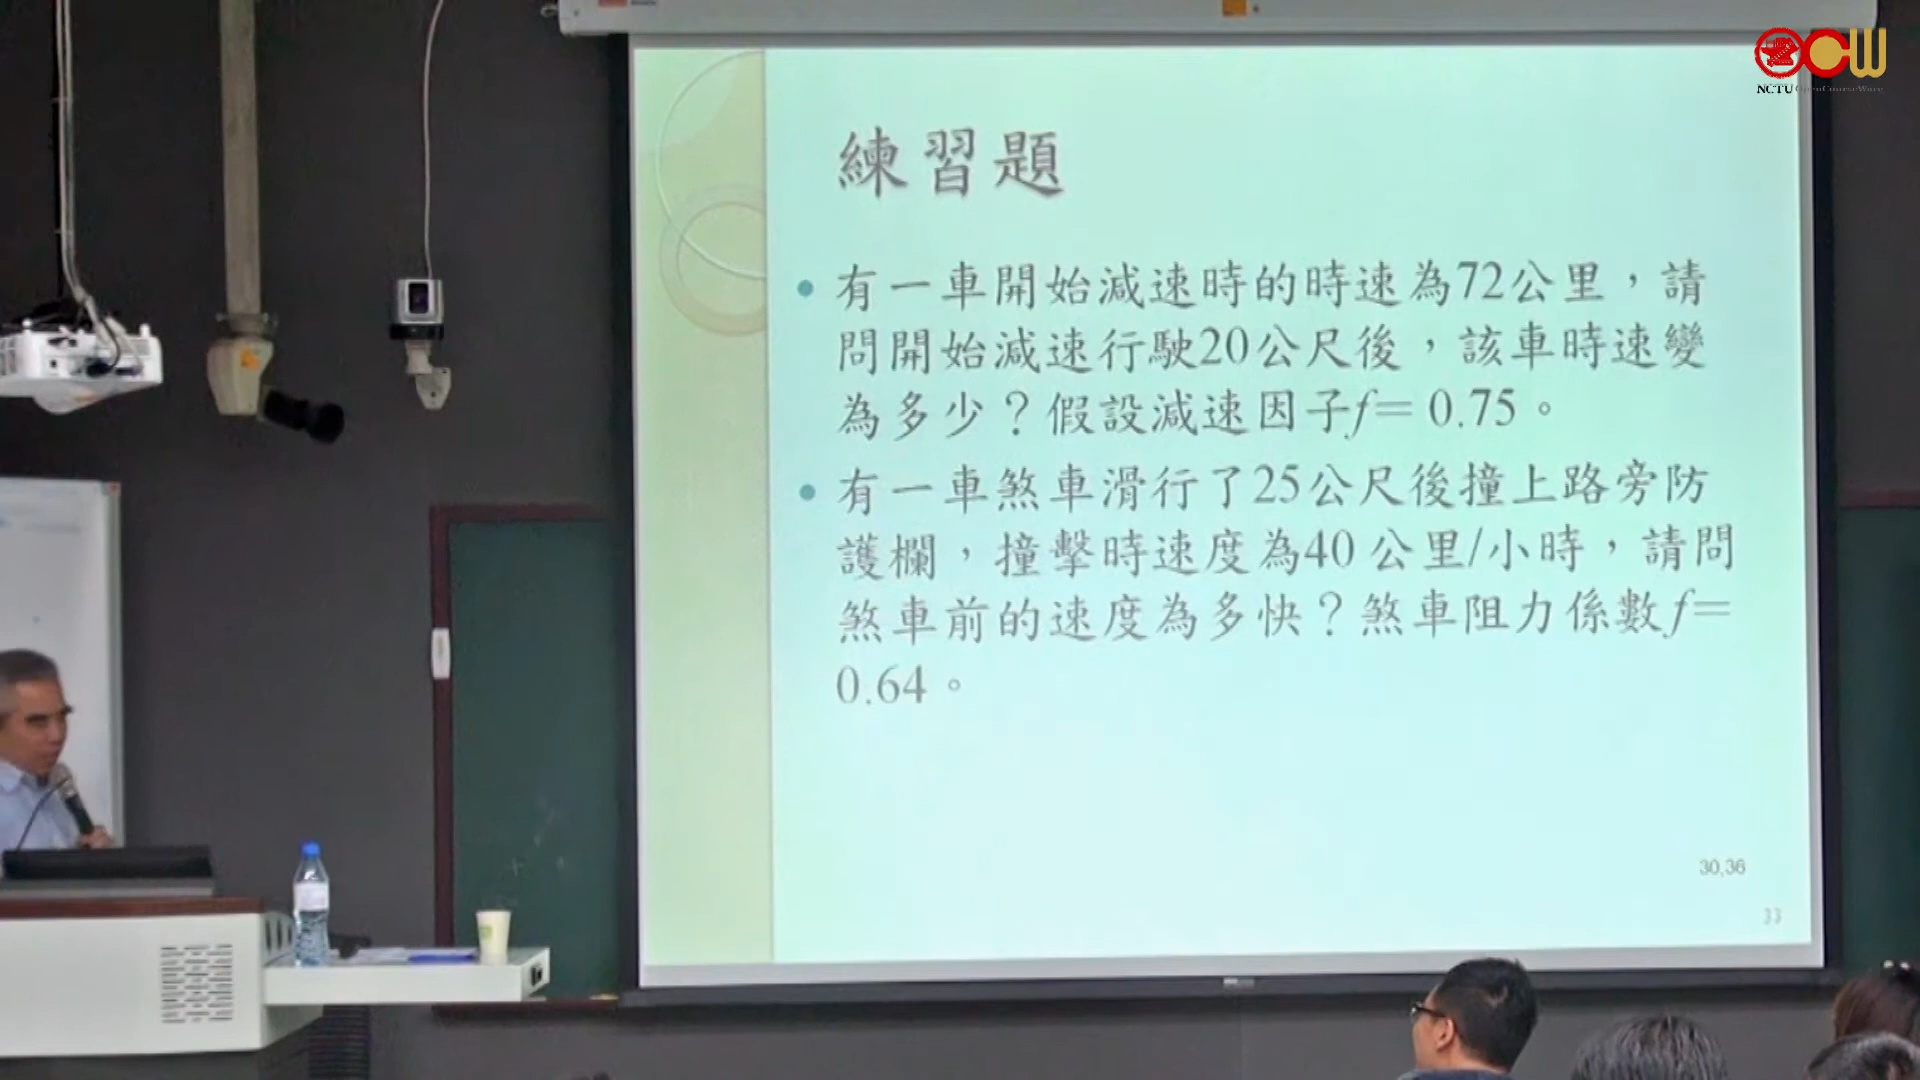 NCTU OpenCourseWare
練習題
有一車開始減速時的時速為72公里，請
問開始減速行駛20公尺後，該車時速變
為多少？假設減速因子f= 0.75。
有一車煞車滑行了25公尺後撞上路旁防
護欄，撞擊時速度為40 公里/小時，請問
煞車前的速度為多快？煞車阻力係數f=
0.64。
30,36
33